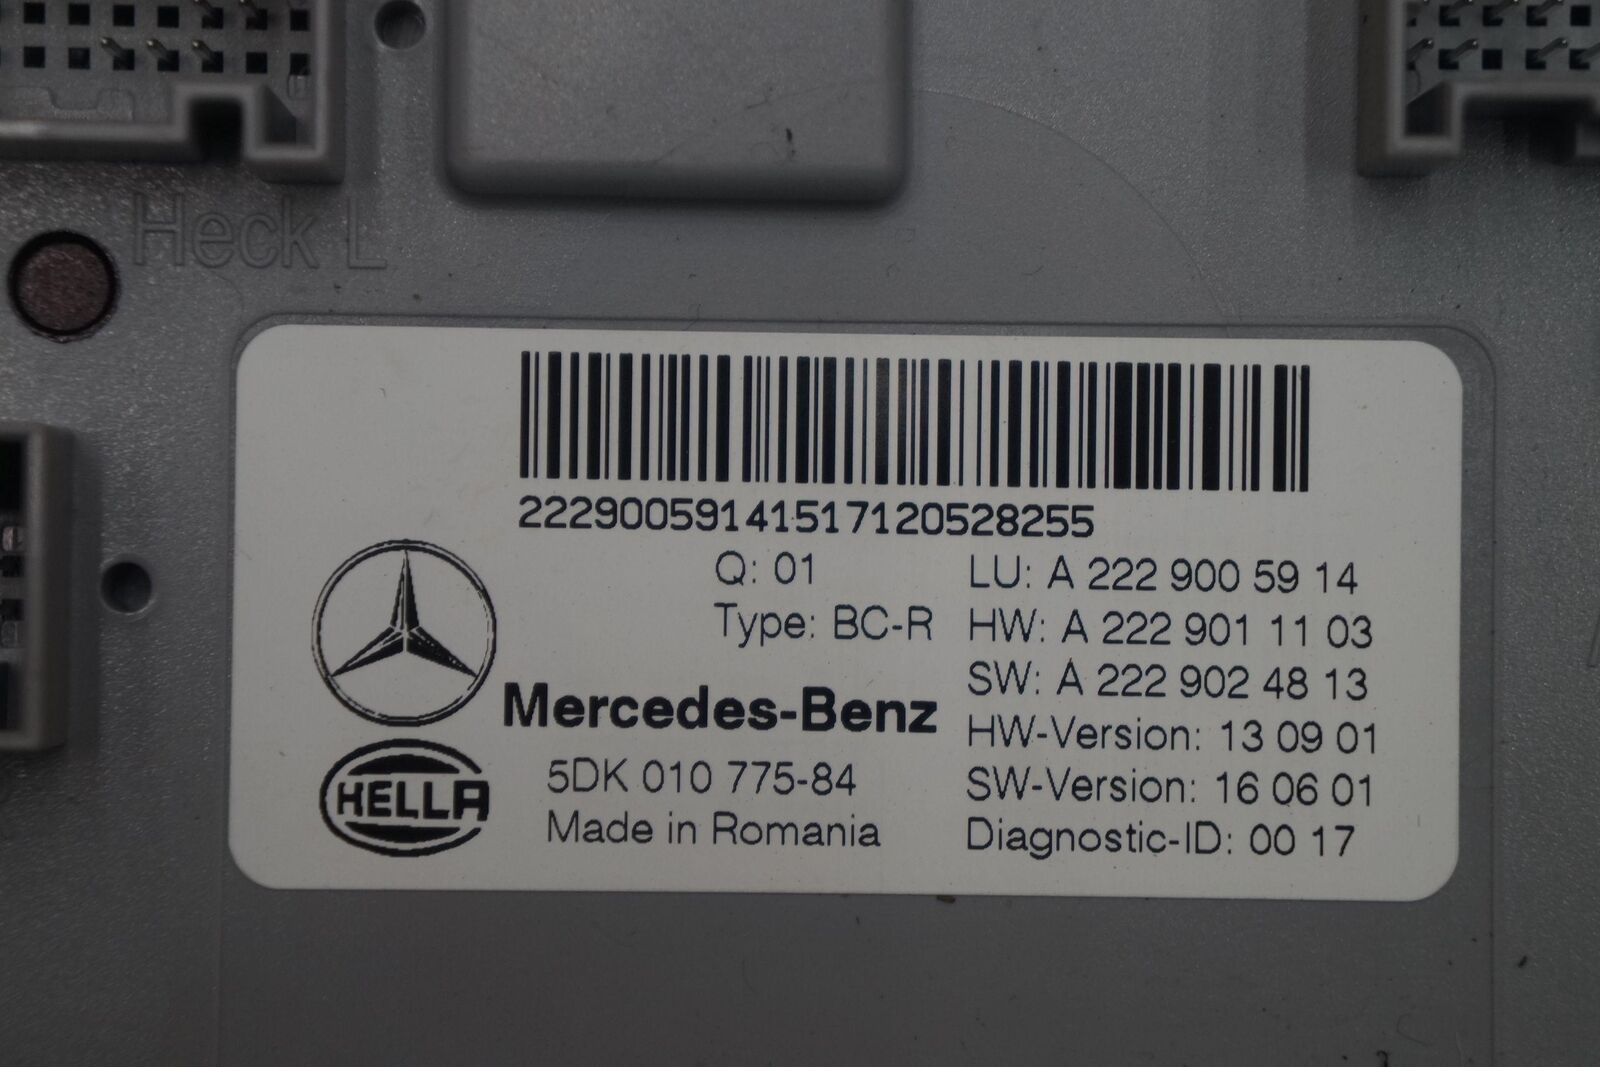 Heck L
2229005914151712052８255
Q: 01
Type: BC-R
LU: A 222 900 59 14
HW: A 222 901 11 03
SW: A 222 902 48 13
HW-Version: 13 09 01
SW-Version: 16 06 01
Diagnostic-ID: 00 17
Mercedes-Benz
HELLA
5DK 010 775-84
Made in Romania